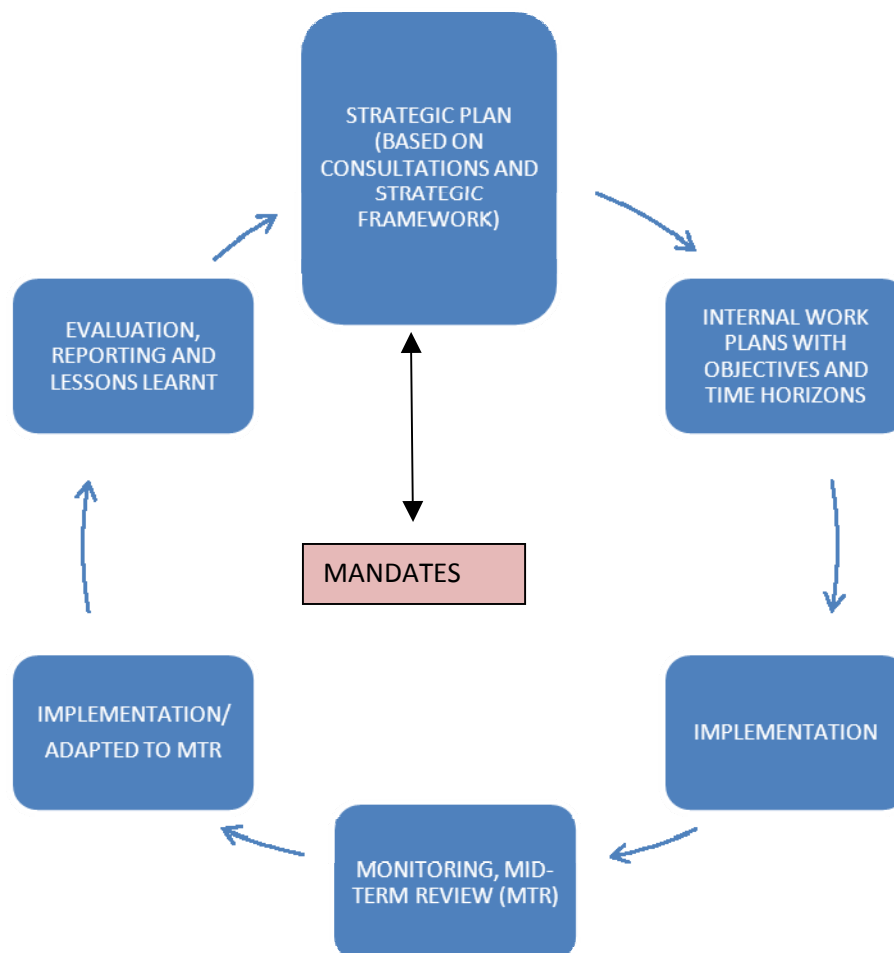 STRATEGIC PLAN
(BASED ON
CONSULTATIONS AND
STRATEGIC
FRAMEWORK)
INTERNAL WORK
PLANS WITH
OBJECTIVES AND
TIME HORIZONS
IMPLEMENTATION
MONITORING, MID-
TERM REVIEW (MTR)
IMPLEMENTATION/
ADAPTED TO MTR
EVALUATION,
REPORTING AND
LESSONS LEARNT
MANDATES